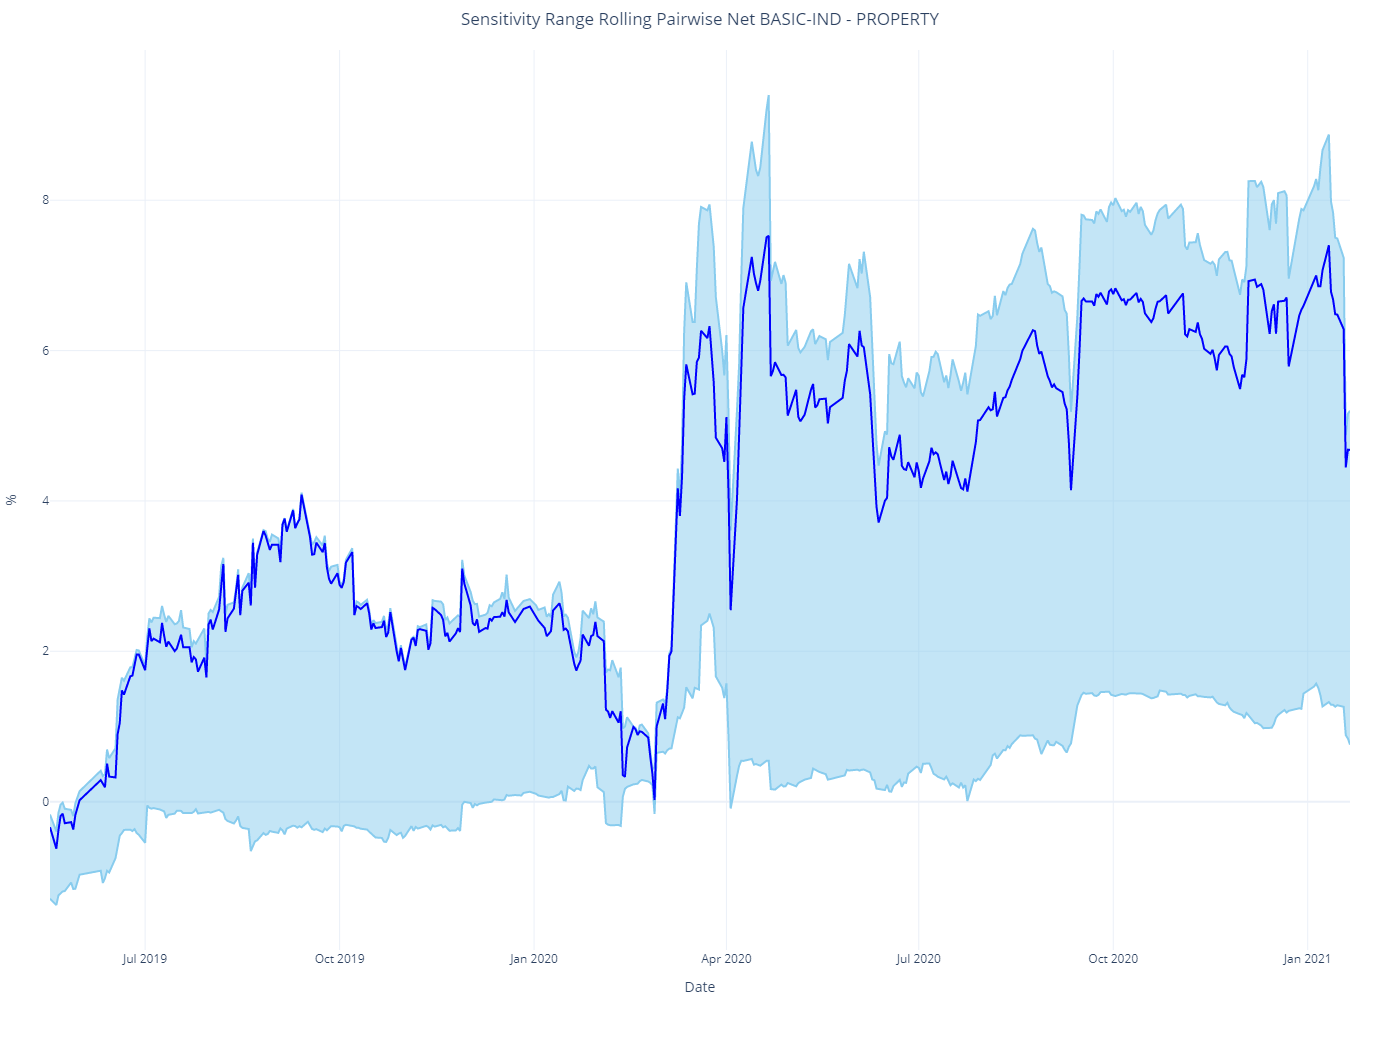 Sensitivity Range Rolling Pairwise Net BASIC-IND - PROPERTY
8
6
4
2
0
%
Jul 2019
Oct 2019
Jan 2020
Apr 2020
Jul 2020
Oct 2020
Jan 2021
Date